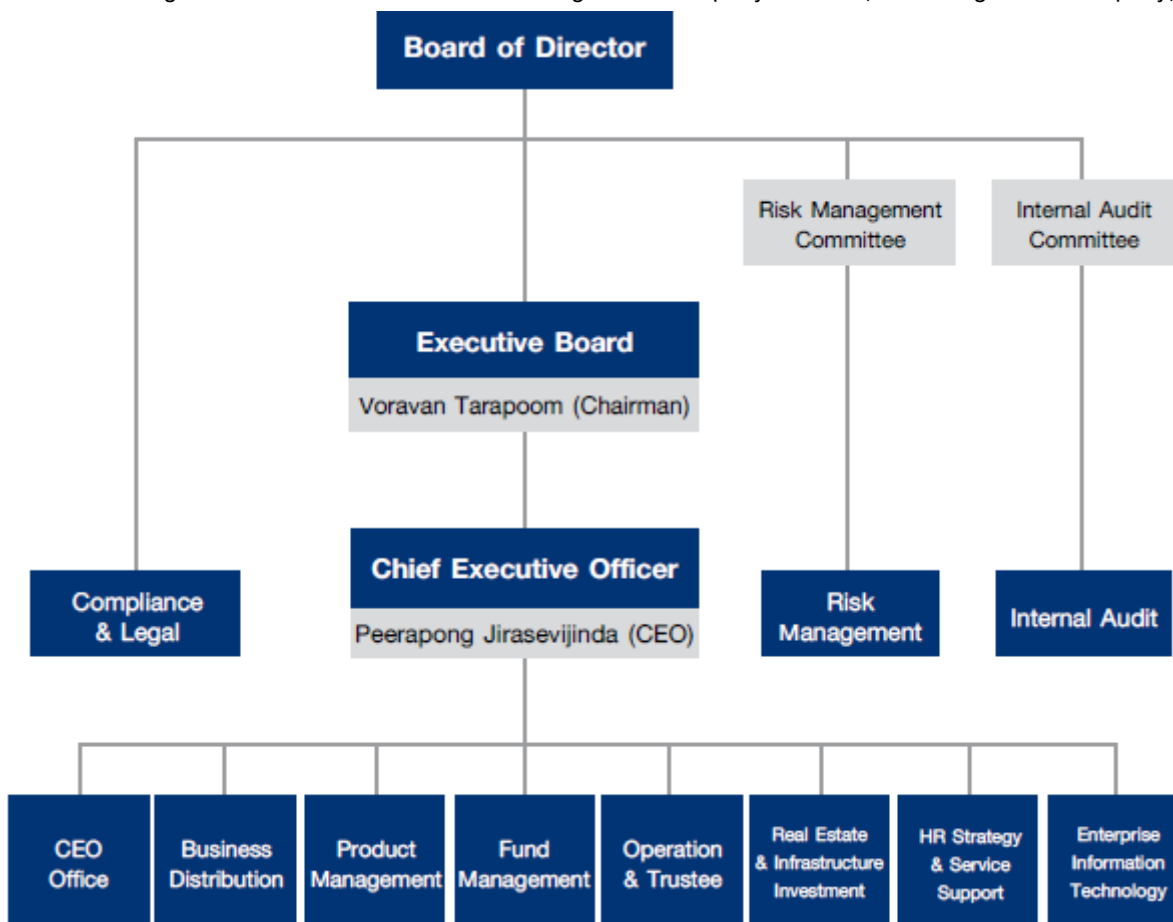 Board of Director
Risk Management
Committee
Internal Audit
Committee
Executive Board
Voravan Tarapoom (Chairman)
Chief Executive Officer
Peerapong Jirasevijinda (CEO)
Compliance
& Legal
Risk
Management
Internal Audit
CEO
Office
Business
Distribution
Product
Management
Fund
Management
Operation
& Trustee
Real Estate
& Infrastructure
Investment
HR Strategy
& Service
Support
Enterprise
Information
Technology